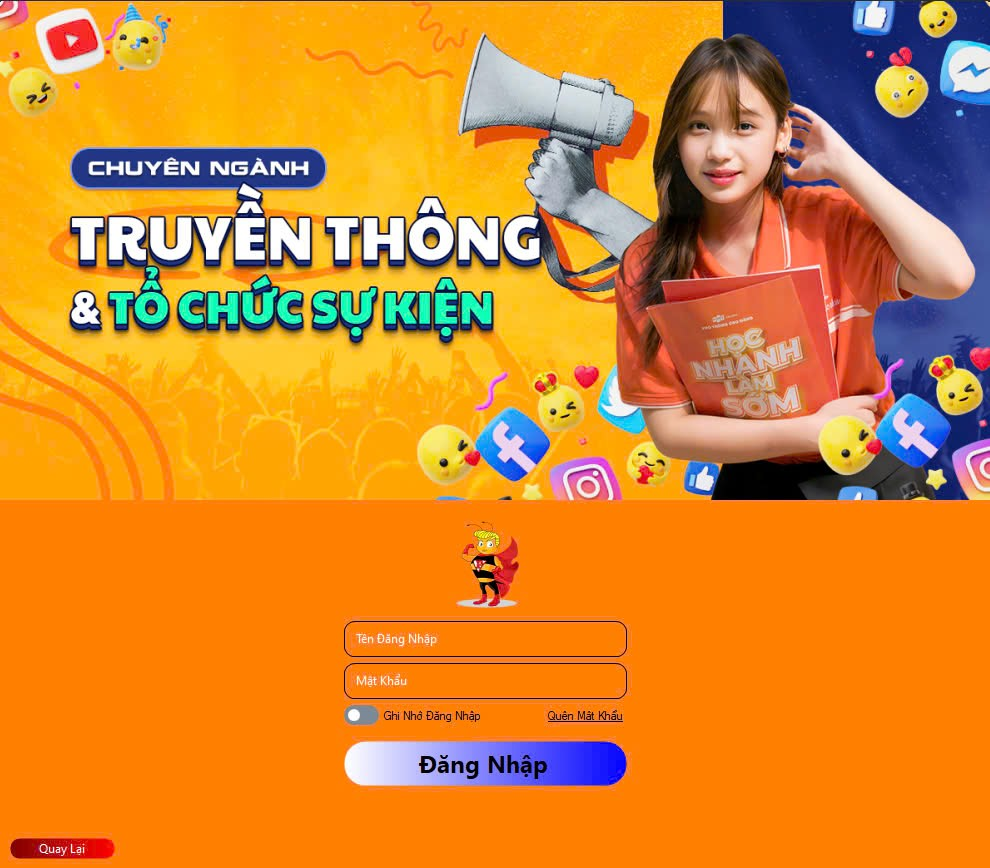 CHUYÊN NGÀNH
TRUYỀN THÔNG
& TỔ CHỨC SỰ KIỆN
HỌC
NHANH
LÀM
SỚM
Tên Đăng Nhập
Mật Khẩu
Ghi Nhớ Đăng Nhập
Quên Mật Khẩu
Đăng Nhập
Quay Lại